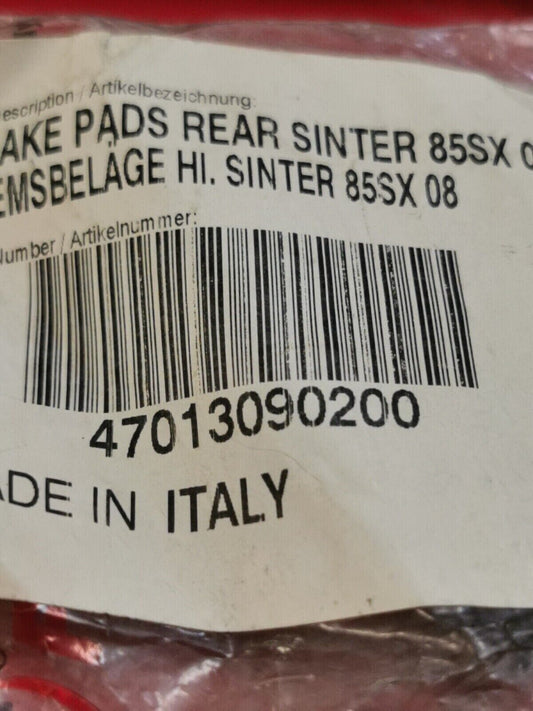 escription / Artikelbezeichnung:
AKE PADS REAR SINTER 85SX 0
EMSBELÄGE HI. SINTER 85SX 08
Number / Artikelnummer:
47013090200
ADE IN ITALY